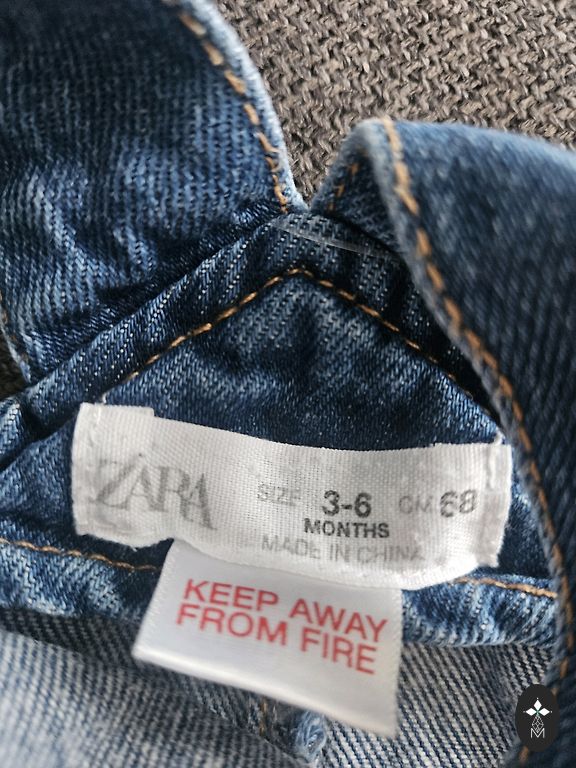 ZARA
SIZE 3-6 CM 68
MONTHS
MADE IN CHINA
KEEP AWAY
FROM FIRE
M